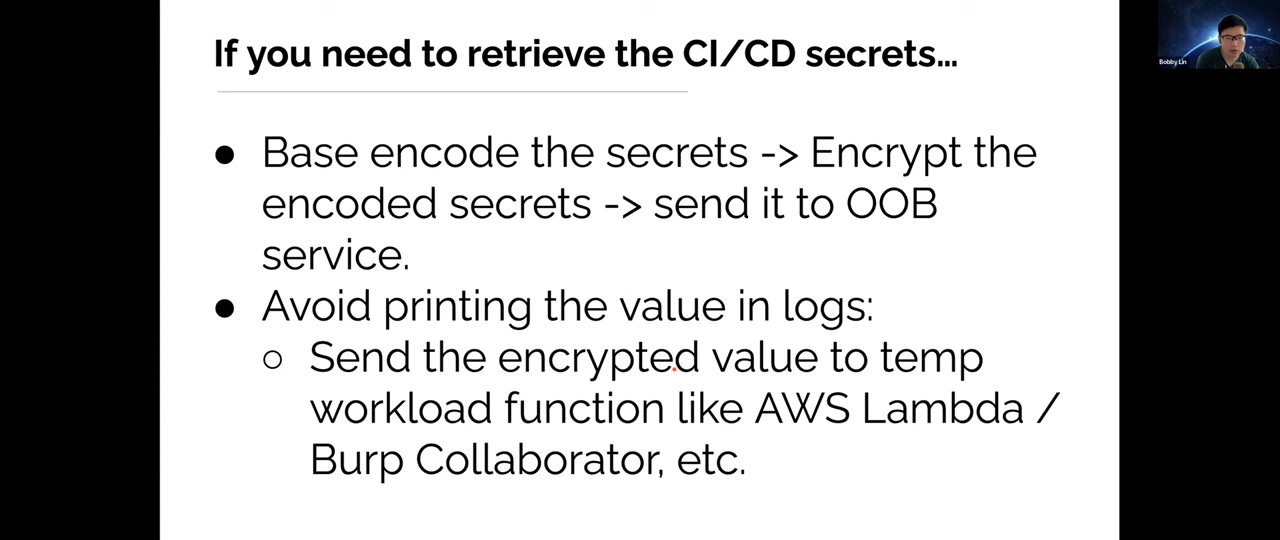 If you need to retrieve the CI/CD secrets...
● Base encode the secrets -> Encrypt the
encoded secrets -> send it to OOB
service.
● Avoid printing the value in logs:
○ Send the encrypted value to temp
workload function like AWS Lambda /
Burp Collaborator, etc.
Bobby Lin